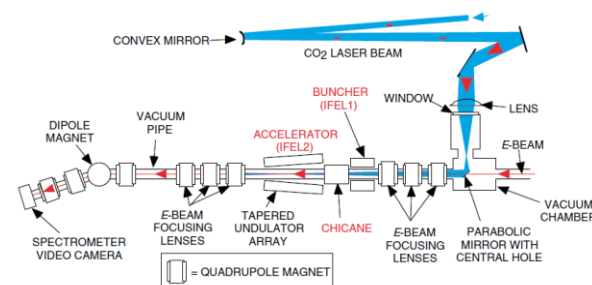 CONVEX MIRROR
CO2 LASER BEAM
BUNCHER
(IFEL1)
WINDOW
LENS
DIPOLE
MAGNET
VACUUM
PIPE
ACCELERATOR
(IFEL2)
E-BEAM
VACUUM
CHAMBER
E-BEAM
FOCUSING
LENSES
TAPERED
UNDULATOR
ARRAY
CHICANE
E-BEAM
FOCUSING
LENSES
PARABOLIC
MIRROR WITH
CENTRAL HOLE
SPECTROMETER
VIDEO CAMERA
= QUADRUPOLE MAGNET